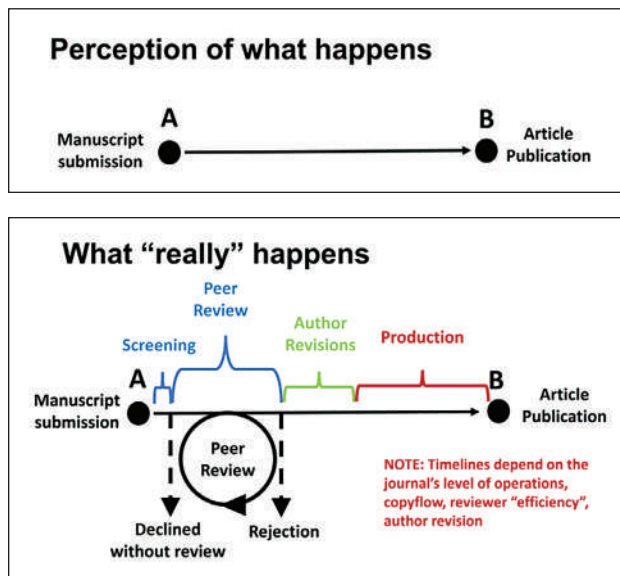 Perception of what happens
A
B
Manuscript
submission
Article
Publication
What “really” happens
Peer
Review
Author
Revisions
Production
Screening
A
B
Manuscript
submission
Article
Publication
Peer
Review
NOTE: Timelines depend on the
journal’s level of operations,
copyflow, reviewer “efficiency”,
author revision
Declined
without review
Rejection